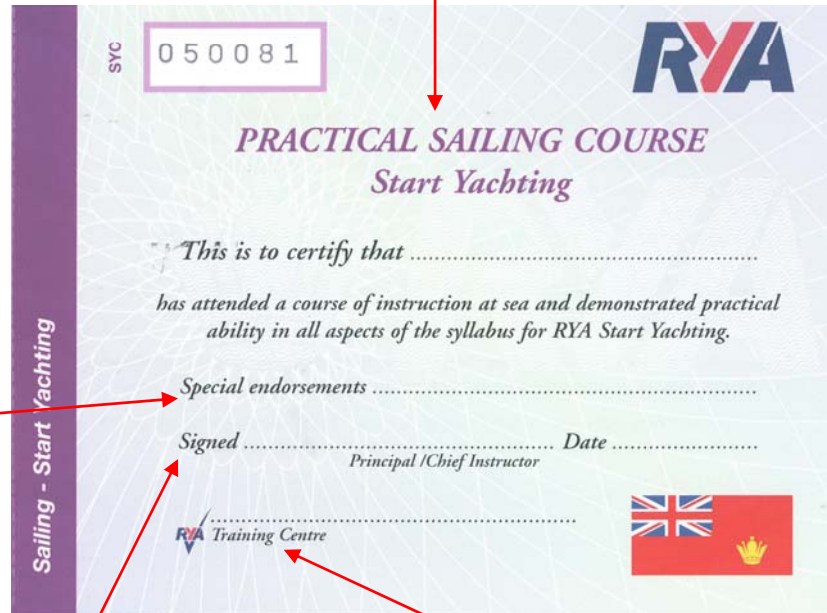 SYC 050081
RYA
PRACTICAL SAILING COURSE
Start Yachting
This is to certify that ............................................................
has attended a course of instruction at sea and demonstrated practical
ability in all aspects of the syllabus for RYA Start Yachting.
Special endorsements ..................................................................
Signed ..................................................... Date .........................
Principal /Chief Instructor
..............................................................
RYA Training Centre
Sailing - Start Yachting